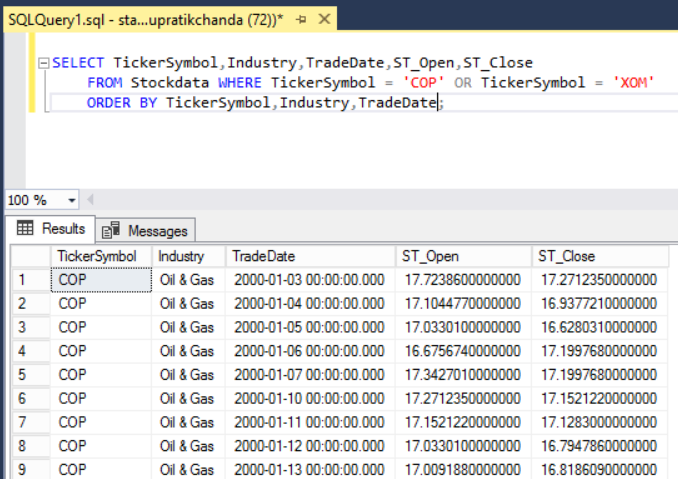 SQLQuery1.sql - sta...upratikchanda (72))*
SELECT TickerSymbol,Industry,TradeDate,ST_Open,ST_Close
FROM Stockdata WHERE TickerSymbol = 'COP' OR TickerSymbol = 'XOM'
ORDER BY TickerSymbol,Industry,TradeDate;
100 %
Results Messages
TickerSymbol Industry TradeDate ST_Open ST_Close
1 COP Oil & Gas 2000-01-03 00:00:00.000 17.7238600000000 17.2712350000000
2 COP Oil & Gas 2000-01-04 00:00:00.000 17.1044770000000 16.9377210000000
3 COP Oil & Gas 2000-01-05 00:00:00.000 17.0330100000000 16.6280310000000
4 COP Oil & Gas 2000-01-06 00:00:00.000 16.6756740000000 17.1997680000000
5 COP Oil & Gas 2000-01-07 00:00:00.000 17.3427010000000 17.1997680000000
6 COP Oil & Gas 2000-01-10 00:00:00.000 17.2712350000000 17.1521220000000
7 COP Oil & Gas 2000-01-11 00:00:00.000 17.1521220000000 17.1283000000000
8 COP Oil & Gas 2000-01-12 00:00:00.000 17.0330100000000 16.7947860000000
9 COP Oil & Gas 2000-01-13 00:00:00.000 17.0091880000000 16.8186090000000